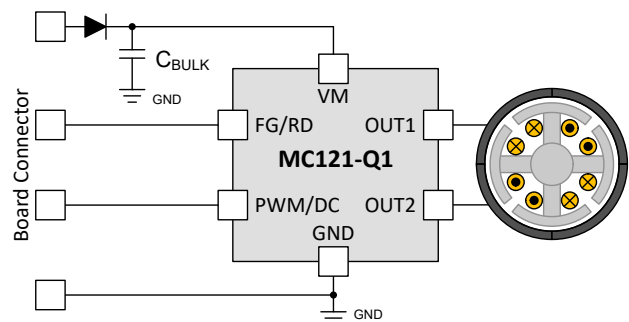 C_BULK
GND
VM
FG/RD OUT1
MC121-Q1
PWM/DC OUT2
GND
GND
Board Connector